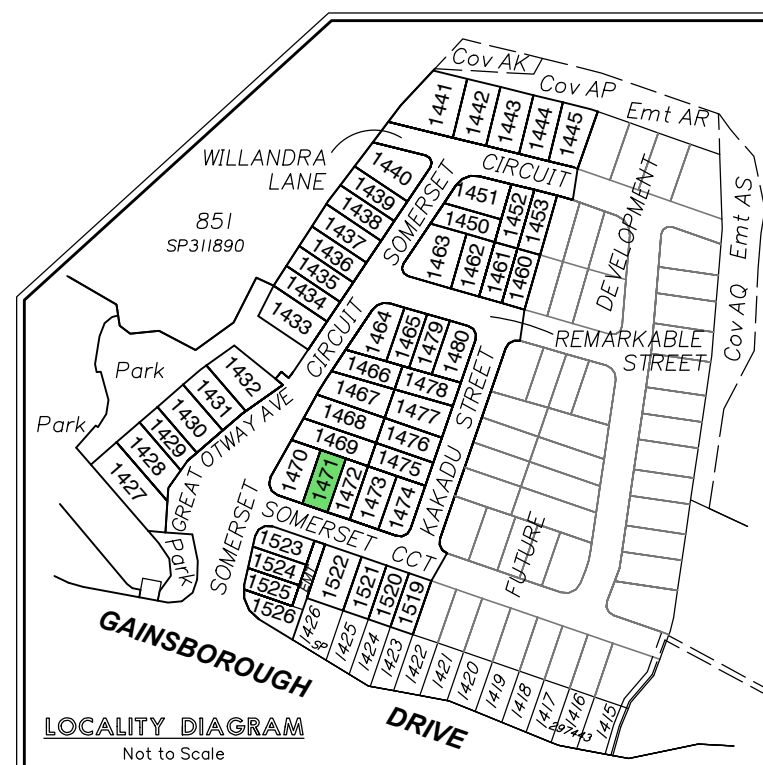 Cov AK
Cov AP
Emt AR
1441
1442
1443
1444
1445
WILLANDRA
LANE
CIRCUIT
1440
1439
1438
1437
1436
1435
1434
1433
SOMERSET
1451
1450
1452
1453
1463
1462
1461
1460
DEVELOPMENT
Emt AS
Cov AQ
851
SP311890
CIRCUIT
1464
1465
1479
1480
REMARKABLE
STREET
Park
1432
1431
1430
1429
1428
1427
Park
GREAT OTWAY AVE
1466
1478
1467
1477
1468
1476
1469
1475
1470
1471
1472
1473
1474
KAKADU STREET
SOMERSET
SOMERSET CCT
Park
1523
1524
1525
1526
EMT
1522
1521
1520
1519
FUTURE
1426
SP
1425
1424
1423
1422
1421
1420
1419
1418
1417
1416
1415
297443
GAINSBOROUGH
DRIVE
LOCALITY DIAGRAM
Not to Scale